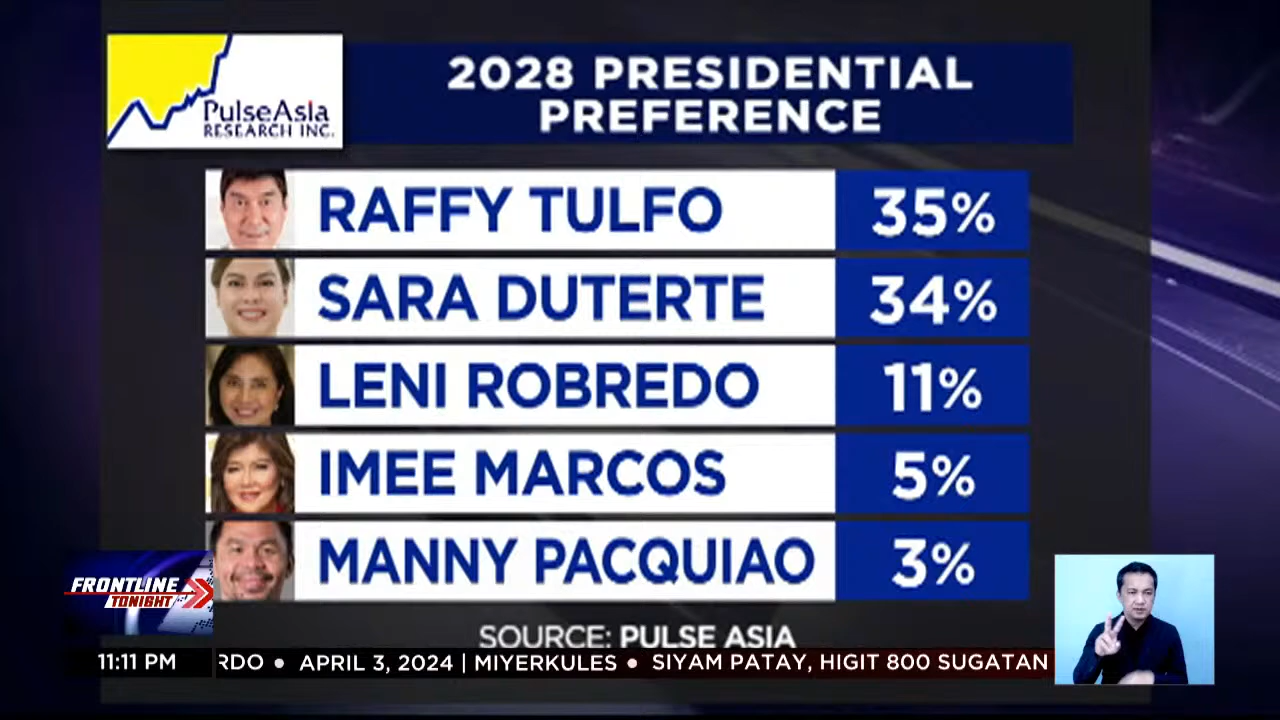 PulseAsia
RESEARCH INC.
2028 PRESIDENTIAL
PREFERENCE
RAFFY TULFO 35%
SARA DUTERTE 34%
LENI ROBREDO 11%
IMEE MARCOS 5%
MANNY PACQUIAO 3%
SOURCE: PULSE ASIA
FRONTLINE
TONIGHT
11:11 PM RDO ● APRIL 3, 2024 | MIYERKULES ● SIYAM PATAY, HIGIT 800 SUGATAN